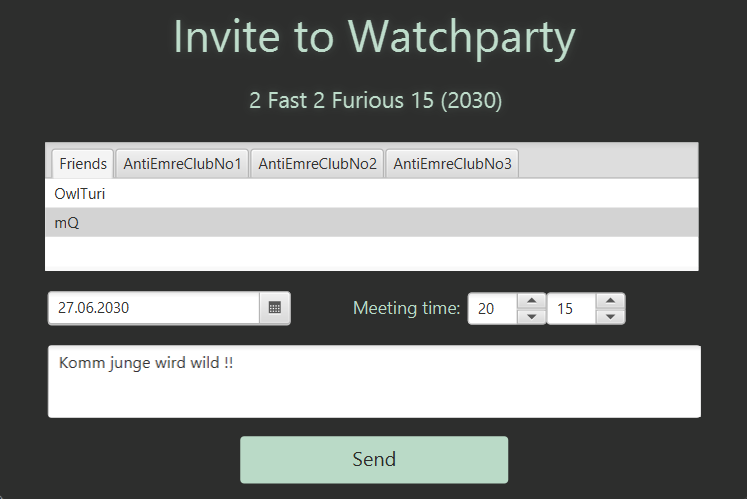 Invite to Watchparty
2 Fast 2 Furious 15 (2030)
Friends AntiEmreClubNo1 AntiEmreClubNo2 AntiEmreClubNo3
OwlTuri
mQ
27.06.2030 Meeting time: 20 15
Komm junge wird wild !!
Send